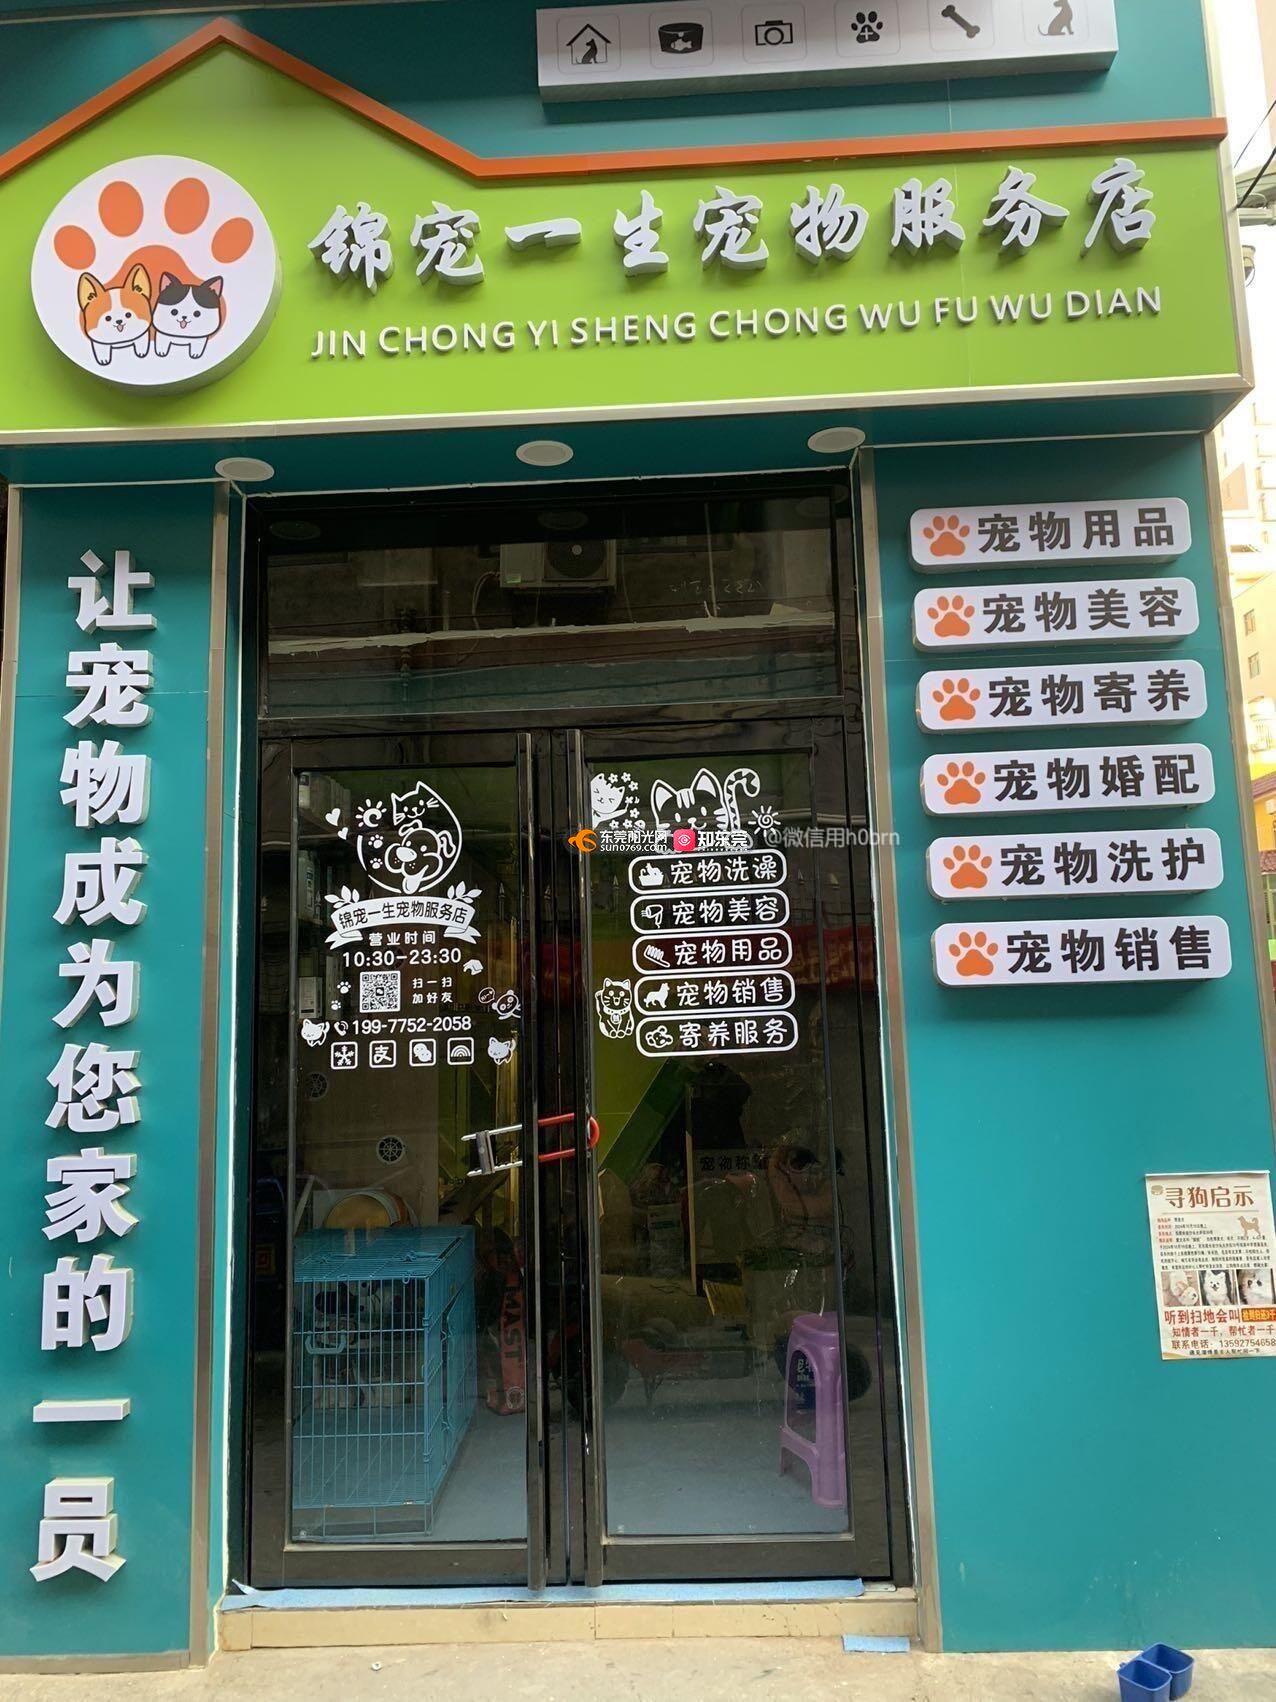 锦宠一生宠物服务店
JIN CHONG YI SHENG CHONG WU FU WU DIAN
让宠物成为您家的一员
宠物用品
宠物美容
宠物寄养
宠物婚配
宠物洗护
宠物销售
锦宠一生宠物服务店
营业时间
10:30-23:30
扫一扫
加好友
199-7752-2058
支
东莞阳光网
sun0769.com
知东莞
@微信用h0brn
宠物洗澡
宠物美容
宠物用品
宠物销售
寄养服务
MAST
寻狗启示
听到扫地会叫
知情者一千，帮忙者一千
联系电话：1359275465